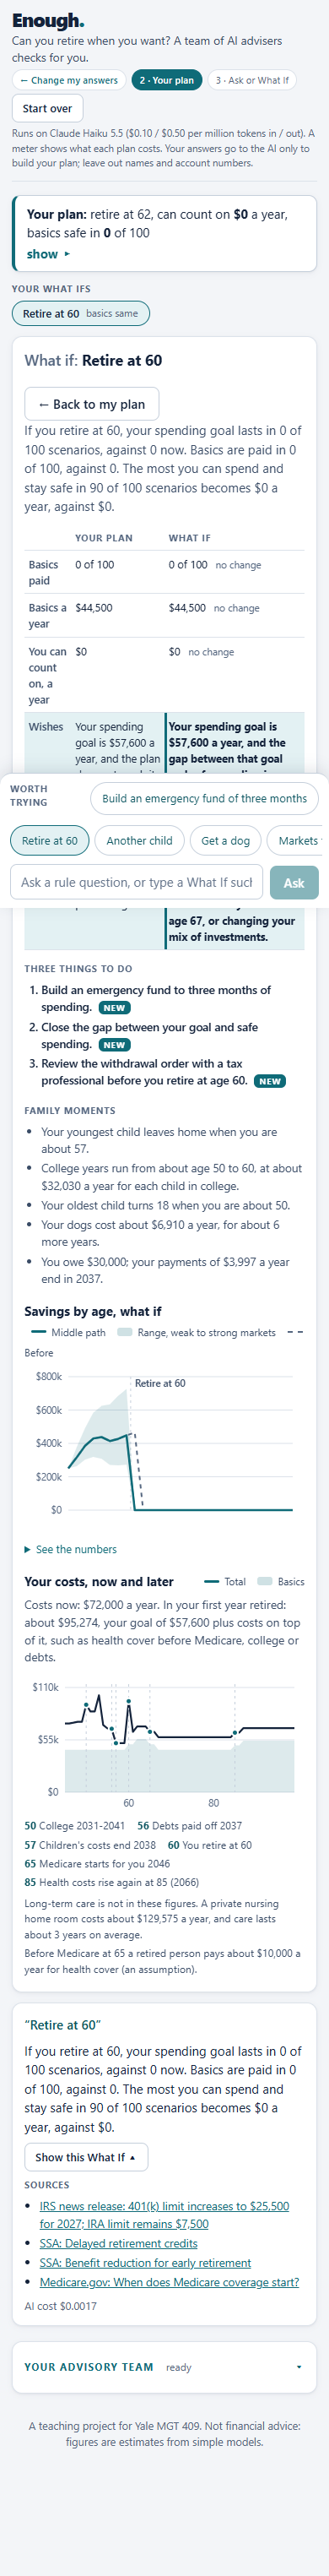 Enough.
Can you retire when you want? A team of AI advisers
checks for you.
← Change my answers
2 · Your plan
3 · Ask or What If
Start over
Runs on Claude Haiku 5.5 ($0.10 / $0.50 per million tokens in / out). A
meter shows what each plan costs. Your answers go to the AI only to
build your plan; leave out names and account numbers.
Your plan: retire at 62, can count on $0 a year,
basics safe in 0 of 100
show ▸
YOUR WHAT IFS
Retire at 60 basics same
What if: Retire at 60
← Back to my plan
If you retire at 60, your spending goal lasts in 0 of
100 scenarios, against 0 now. Basics are paid in 0
of 100, against 0. The most you can spend and
stay safe in 90 of 100 scenarios becomes $0 a
year, against $0.
YOUR PLAN WHAT IF
Basics paid 0 of 100 0 of 100 no change
Basics a year $44,500 $44,500 no change
You can count on, a year $0 $0 no change
Wishes
Your spending
goal is $57,600 a
year, and the plan
Your spending goal is
$57,600 a year, and the
gap between that goal
WORTH
TRYING
Build an emergency fund of three months
Retire at 60
Another child
Get a dog
Markets
Ask a rule question, or type a What If such
Ask
age 67, or changing your
mix of investments.
THREE THINGS TO DO
1. Build an emergency fund to three months of
spending. NEW
2. Close the gap between your goal and safe
spending. NEW
3. Review the withdrawal order with a tax
professional before you retire at age 60. NEW
FAMILY MOMENTS
• Your youngest child leaves home when you are
about 57.
• College years run from about age 50 to 60, at about
$32,030 a year for each child in college.
• Your oldest child turns 18 when you are about 50.
• Your dogs cost about $6,910 a year, for about 6
more years.
• You owe $30,000; your payments of $3,997 a year
end in 2037.
Savings by age, what if
Middle path Range, weak to strong markets
Before
$800k
Retire at 60
$600k
$400k
$200k
$0
▶ See the numbers
Your costs, now and later
Total Basics
Costs now: $72,000 a year. In your first year retired:
about $95,274, your goal of $57,600 plus costs on top
of it, such as health cover before Medicare, college or
debts.
$110k
$55k
$0
60 80
50 College 2031-2041 56 Debts paid off 2037
57 Children's costs end 2038 60 You retire at 60
65 Medicare starts for you 2046
85 Health costs rise again at 85 (2066)
Long-term care is not in these figures. A private nursing
home room costs about $129,575 a year, and care lasts
about 3 years on average.
Before Medicare at 65 a retired person pays about $10,000 a
year for health cover (an assumption).
“Retire at 60”
If you retire at 60, your spending goal lasts in 0 of
100 scenarios, against 0 now. Basics are paid in 0
of 100, against 0. The most you can spend and
stay safe in 90 of 100 scenarios becomes $0 a
year, against $0.
Show this What If ▴
SOURCES
• IRS news release: 401(k) limit increases to $25,500
for 2027; IRA limit remains $7,500
• SSA: Delayed retirement credits
• SSA: Benefit reduction for early retirement
• Medicare.gov: When does Medicare coverage start?
AI cost $0.0017
YOUR ADVISORY TEAM ready
A teaching project for Yale MGT 409. Not financial advice:
figures are estimates from simple models.